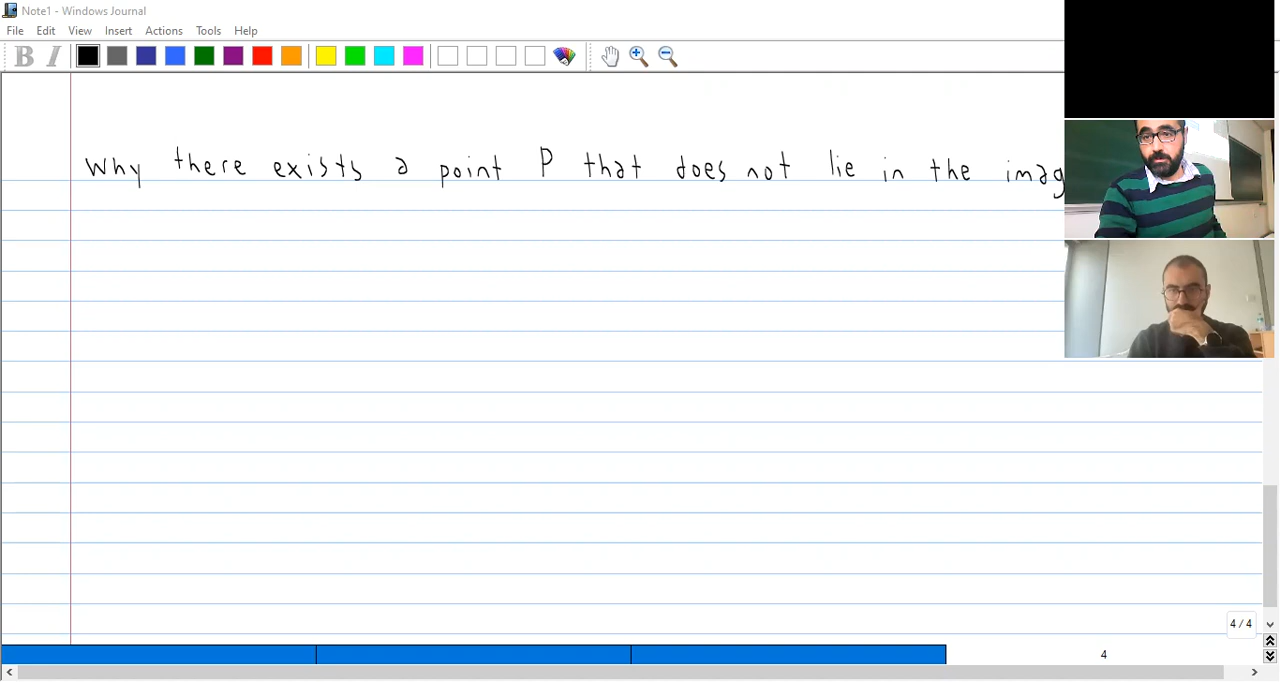 Note1 - Windows Journal
File Edit View Insert Actions Tools Help
B I
Why there exists a point P that does not lie in the imag
4 / 4
4